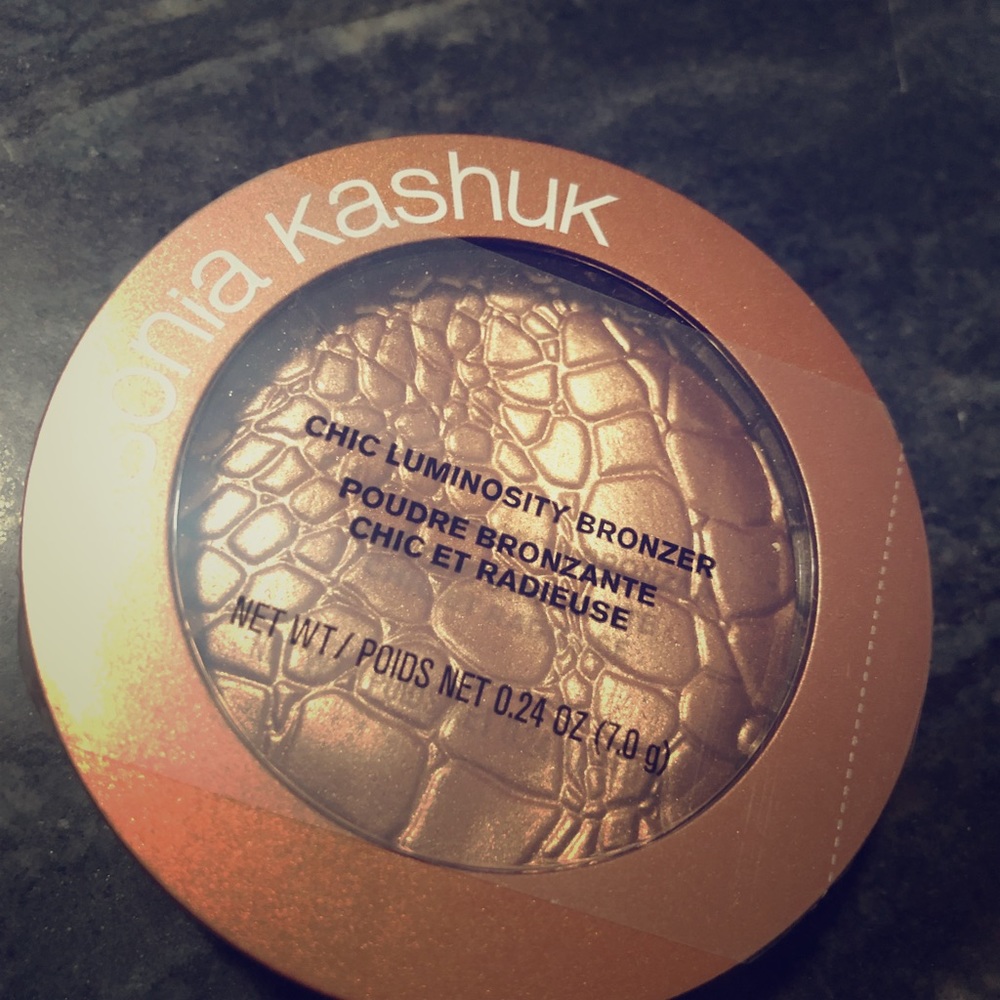 sonia kashuk
CHIC LUMINOSITY BRONZER
POUDRE BRONZANTE
CHIC ET RADIEUSE
NET WT / POIDS NET 0.24 OZ (7.0 g)